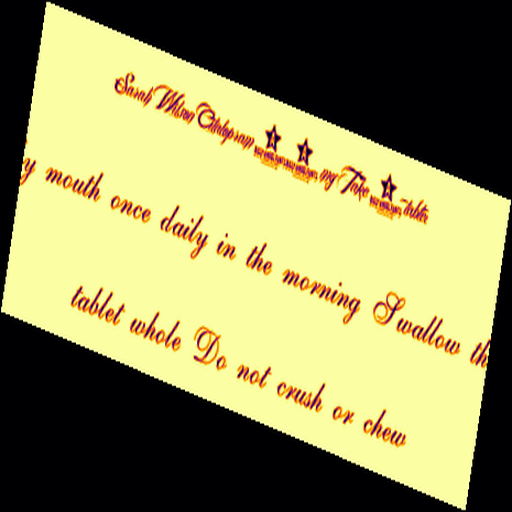 Sarah Wilson Citalopram mg Take -tablet
y mouth once daily in the morning Swallow th
tablet whole Do not crush or chew